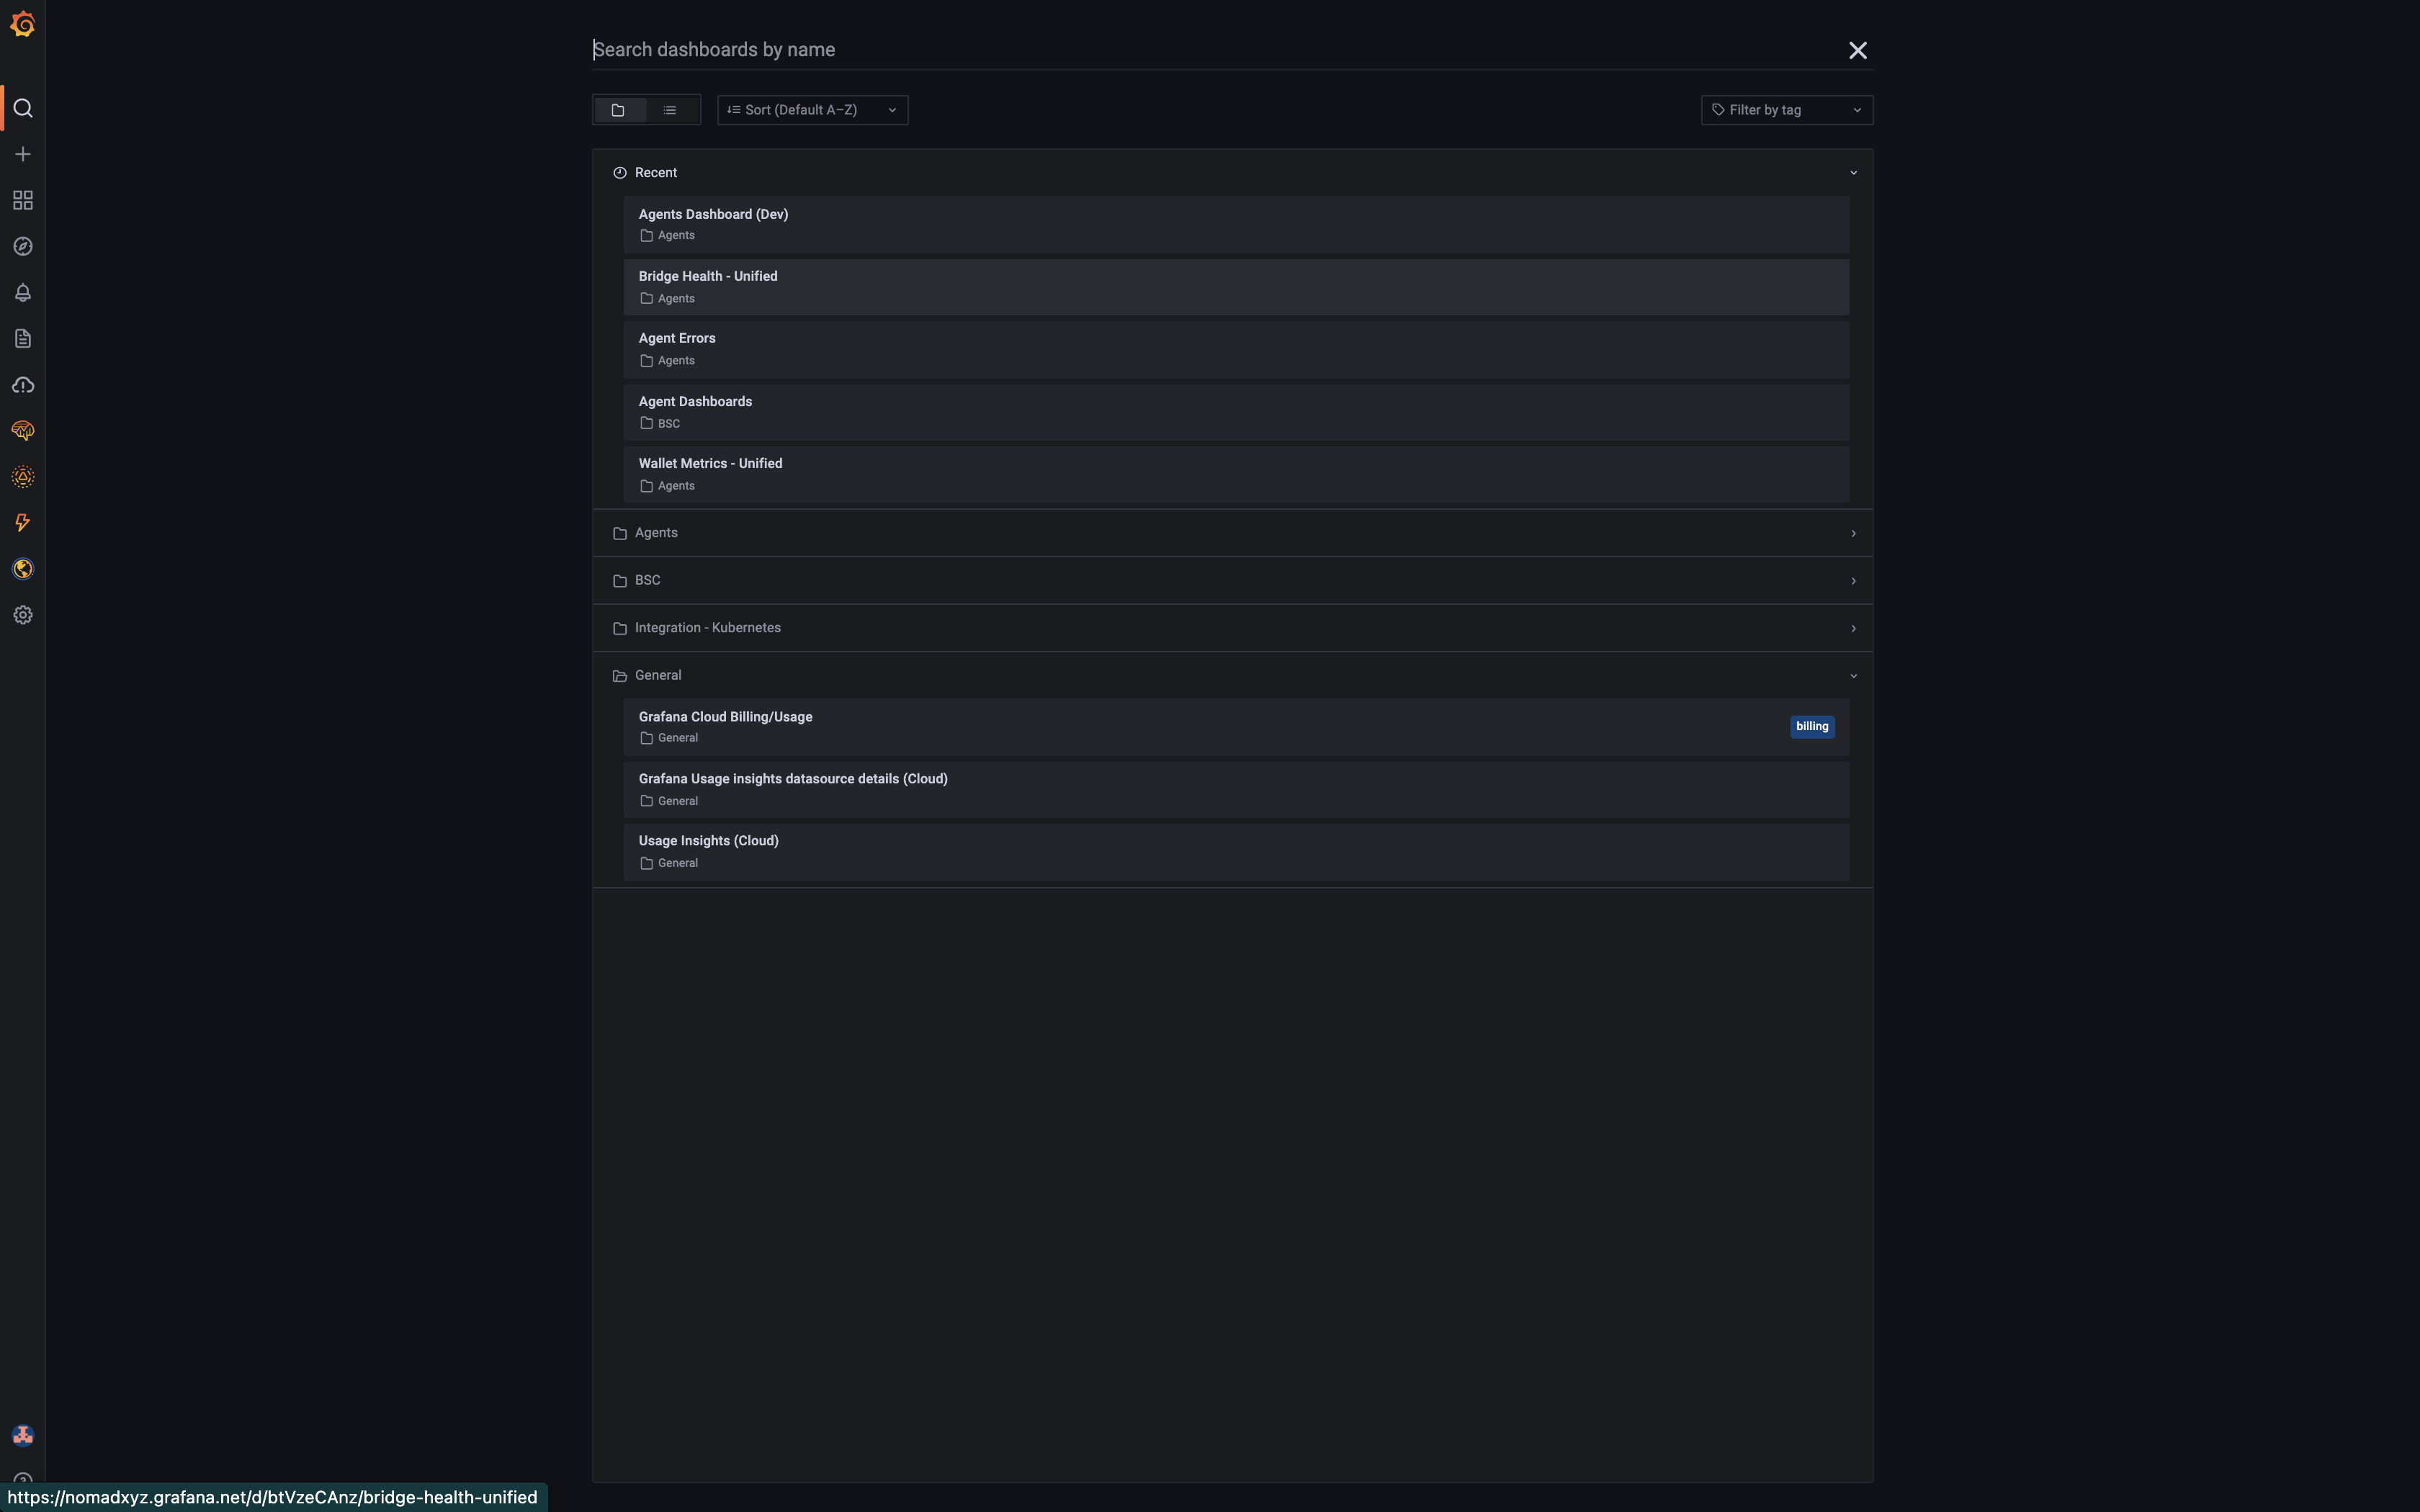 Search dashboards by name
Sort (Default A–Z)
Filter by tag
Recent
Agents Dashboard (Dev)
Agents
Bridge Health - Unified
Agents
Agent Errors
Agents
Agent Dashboards
BSC
Wallet Metrics - Unified
Agents
Agents
BSC
Integration - Kubernetes
General
Grafana Cloud Billing/Usage
General
billing
Grafana Usage insights datasource details (Cloud)
General
Usage Insights (Cloud)
General
https://nomadxyz.grafana.net/d/btVzeCAnz/bridge-health-unified